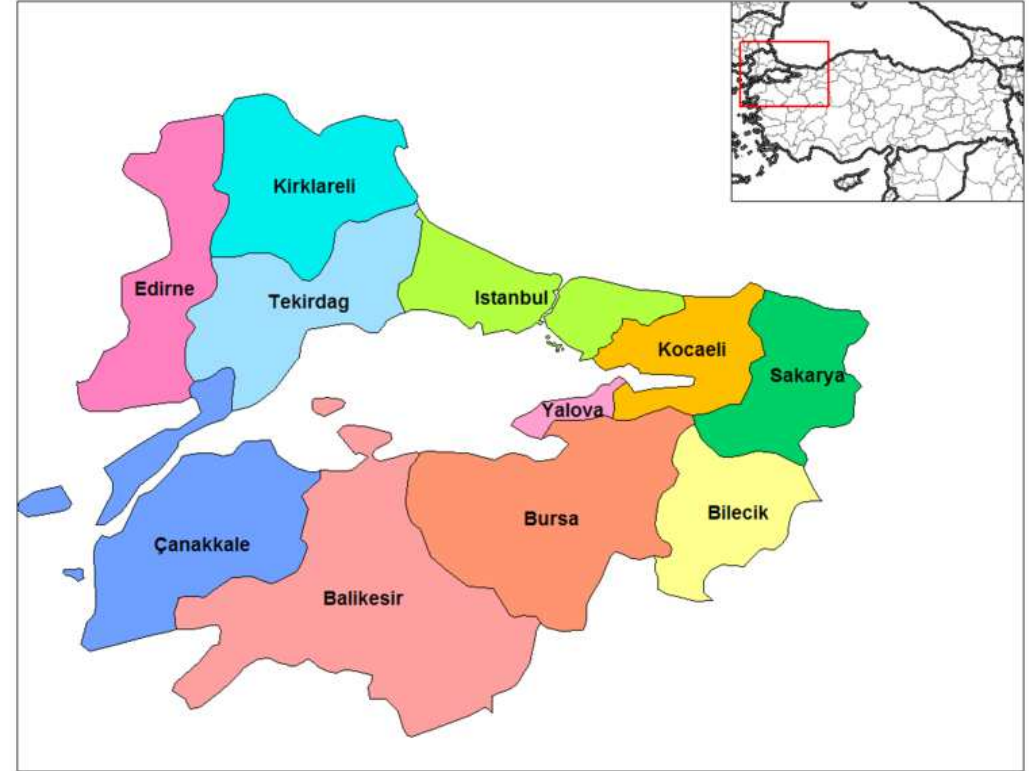 Kirklareli
Edirne
Tekirdag
Istanbul
Kocaeli
Sakarya
Yalova
Bursa
Bilecik
Çanakkale
Balikesir